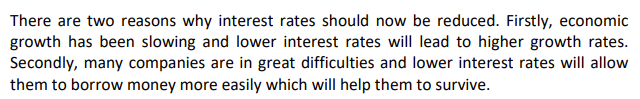 There are two reasons why interest rates should now be reduced. Firstly, economic
growth has been slowing and lower interest rates will lead to higher growth rates.
Secondly, many companies are in great difficulties and lower interest rates will allow
them to borrow money more easily which will help them to survive.